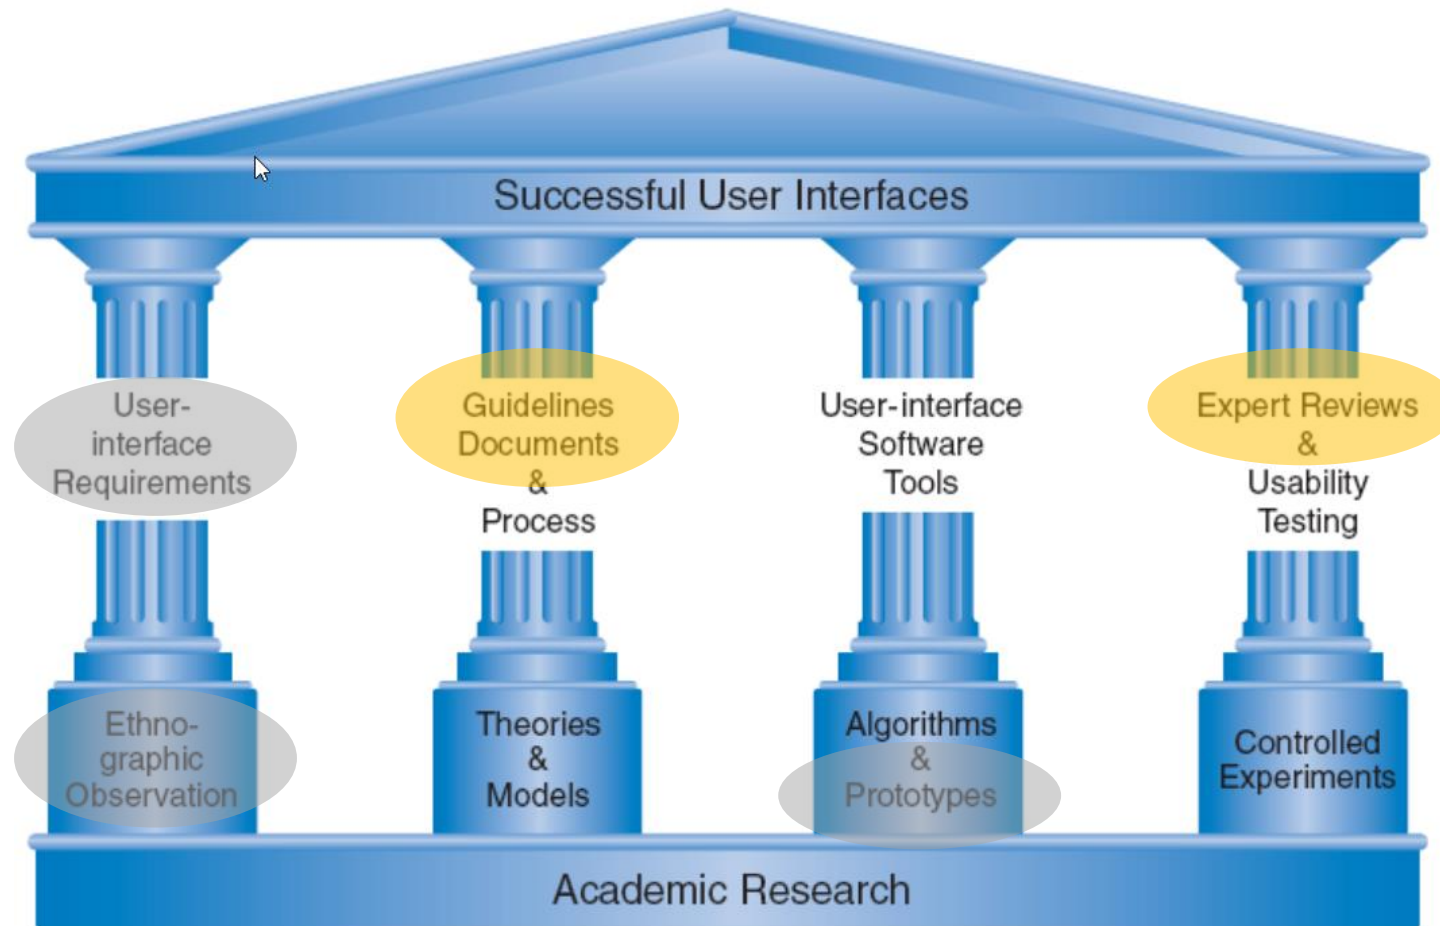 Successful User Interfaces
User-
interface
Requirements
Guidelines
Documents
&
Process
User-interface
Software
Tools
Expert Reviews
&
Usability
Testing
Ethno-
graphic
Observation
Theories
&
Models
Algorithms
&
Prototypes
Controlled
Experiments
Academic Research